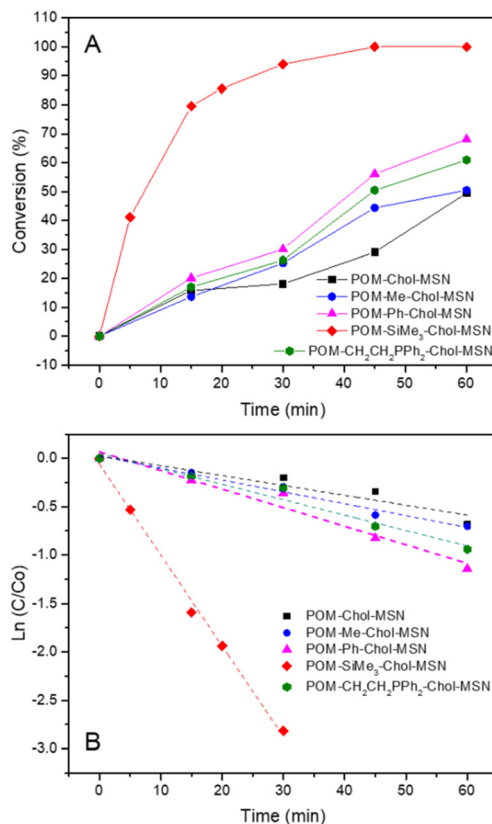 A
Conversion (%)
100
90
80
70
60
50
40
30
20
10
0
-10
POM-Chol-MSN
POM-Me-Chol-MSN
POM-Ph-Chol-MSN
POM-SiMe₃-Chol-MSN
POM-CH₂CH₂PPh₂-Chol-MSN
0 10 20 30 40 50 60
Time (min)
Ln (C/Co)
0.0
-0.5
-1.0
-1.5
-2.0
-2.5
-3.0
POM-Chol-MSN
POM-Me-Chol-MSN
POM-Ph-Chol-MSN
POM-SiMe₃-Chol-MSN
POM-CH₂CH₂PPh₂-Chol-MSN
B
0 10 20 30 40 50 60
Time (min)